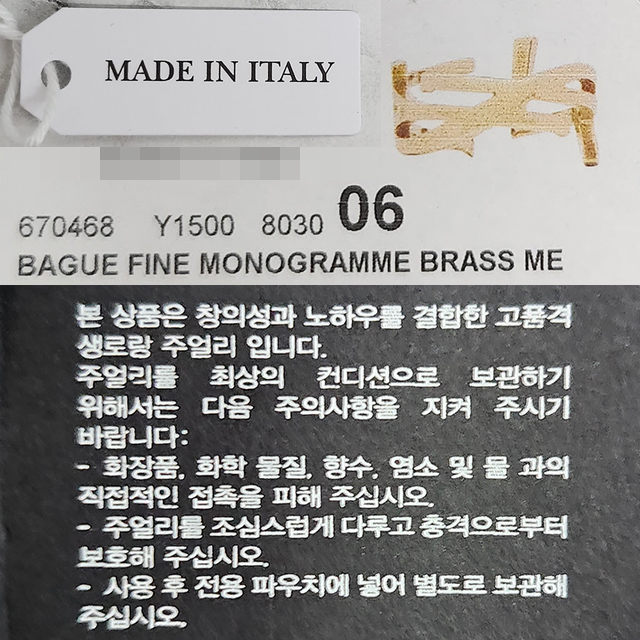 MADE IN ITALY
670468 Y1500 8030 06
BAGUE FINE MONOGRAMME BRASS ME
본 상품은 창의성과 노하우를 결합한 고품격
생로랑 주얼리 입니다.
주얼리를 최상의 컨디션으로 보관하기
위해서는 다음 주의사항을 지켜 주시기
바랍니다:
- 화장품, 화학 물질, 향수, 염소 및 물 과의
직접적인 접촉을 피해 주십시오.
- 주얼리를 조심스럽게 다루고 충격으로부터
보호해 주십시오.
- 사용 후 전용 파우치에 넣어 별도로 보관해
주십시오.